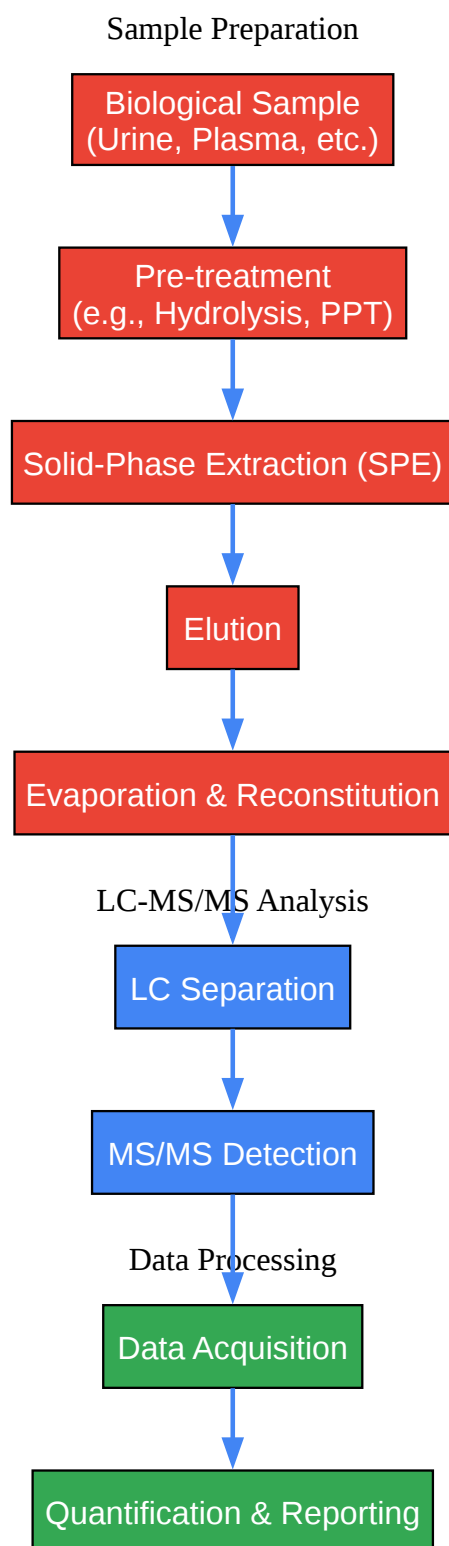 Sample Preparation
Biological Sample
(Urine, Plasma, etc.)
Pre-treatment
(e.g., Hydrolysis, PPT)
Solid-Phase Extraction (SPE)
Elution
Evaporation & Reconstitution
LC-MS/MS Analysis
LC Separation
MS/MS Detection
Data Processing
Data Acquisition
Quantification & Reporting